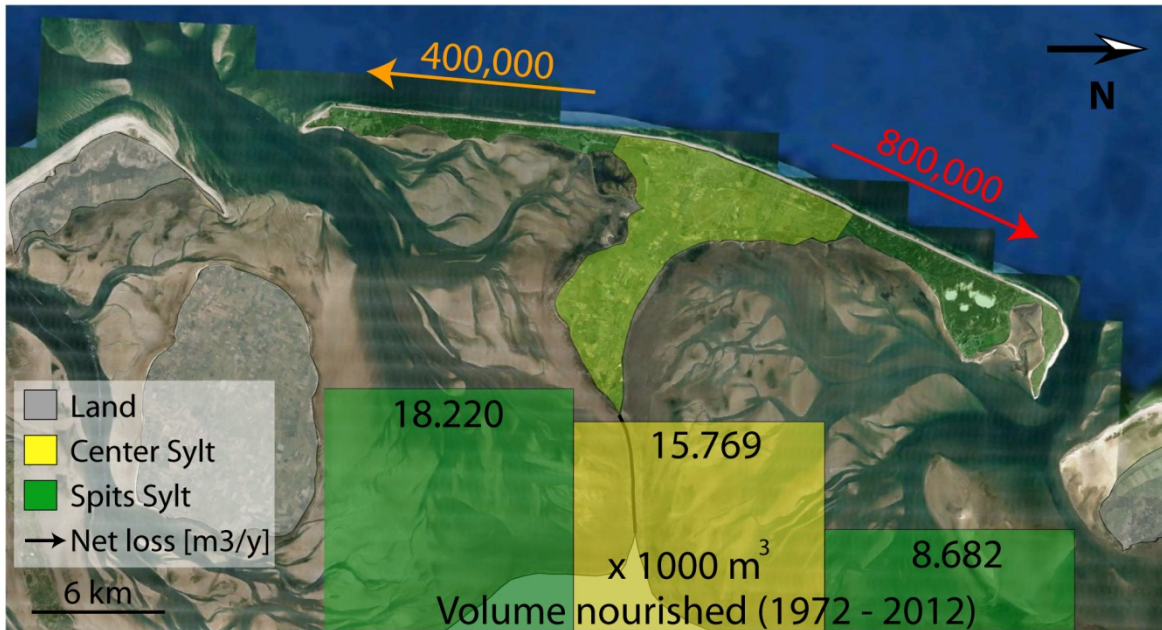 400,000
N
800,000
Land
Center Sylt
Spits Sylt
Net loss [m3/y]
6 km
18.220
15.769
8.682
x 1000 m³
Volume nourished (1972 - 2012)